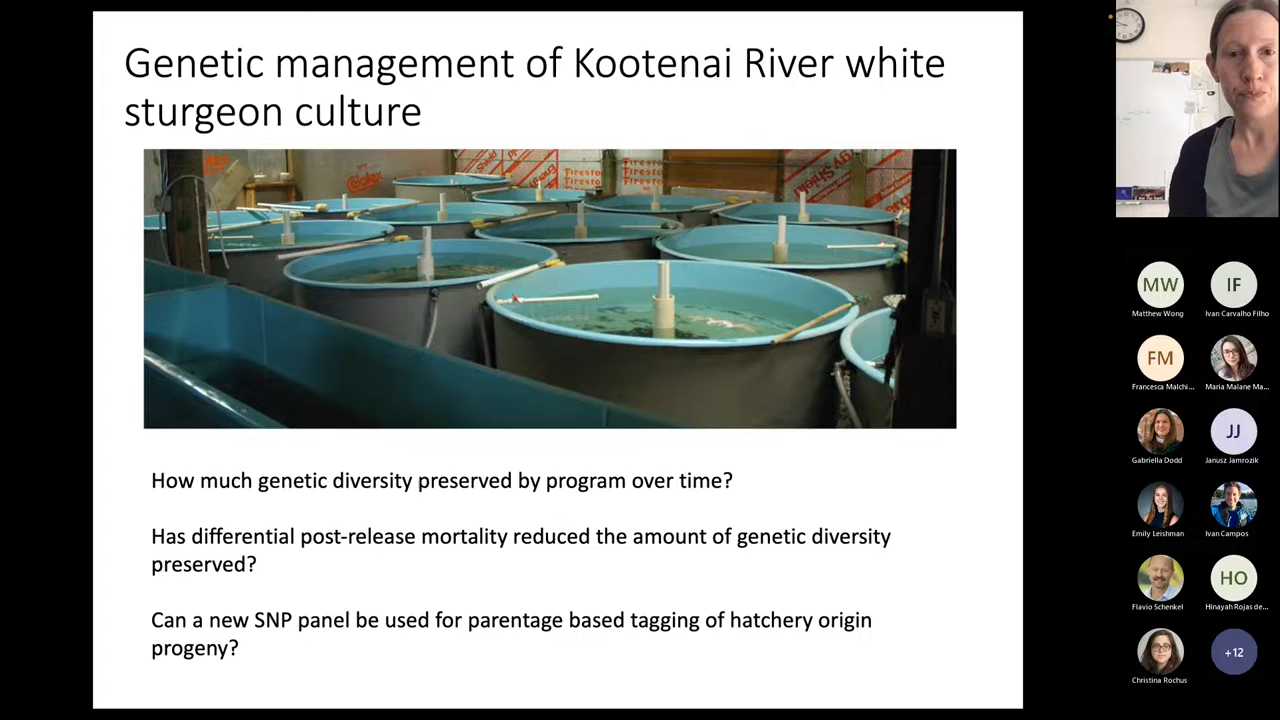 Genetic management of Kootenai River white
sturgeon culture
Firestone
Firestone
Firestone
How much genetic diversity preserved by program over time?
Has differential post-release mortality reduced the amount of genetic diversity
preserved?
Can a new SNP panel be used for parentage based tagging of hatchery origin
progeny?
MW
Matthew Wong
IF
Ivan Carvalho Filho
FM
Francesca Malchi...
Maria Malane Ma...
Gabriella Dodd
JJ
Janusz Jamrozik
Emily Leishman
Ivan Campos
Flavio Schenkel
HO
Hinayah Rojas de...
Christina Rochus
+12